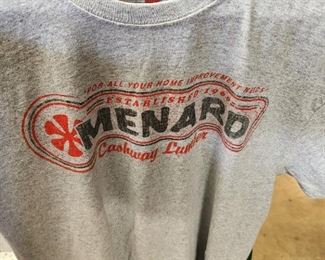 FOR ALL YOUR HOME IMPROVEMENT NEEDS
ESTABLISHED
MENARD
Cashway Lumber